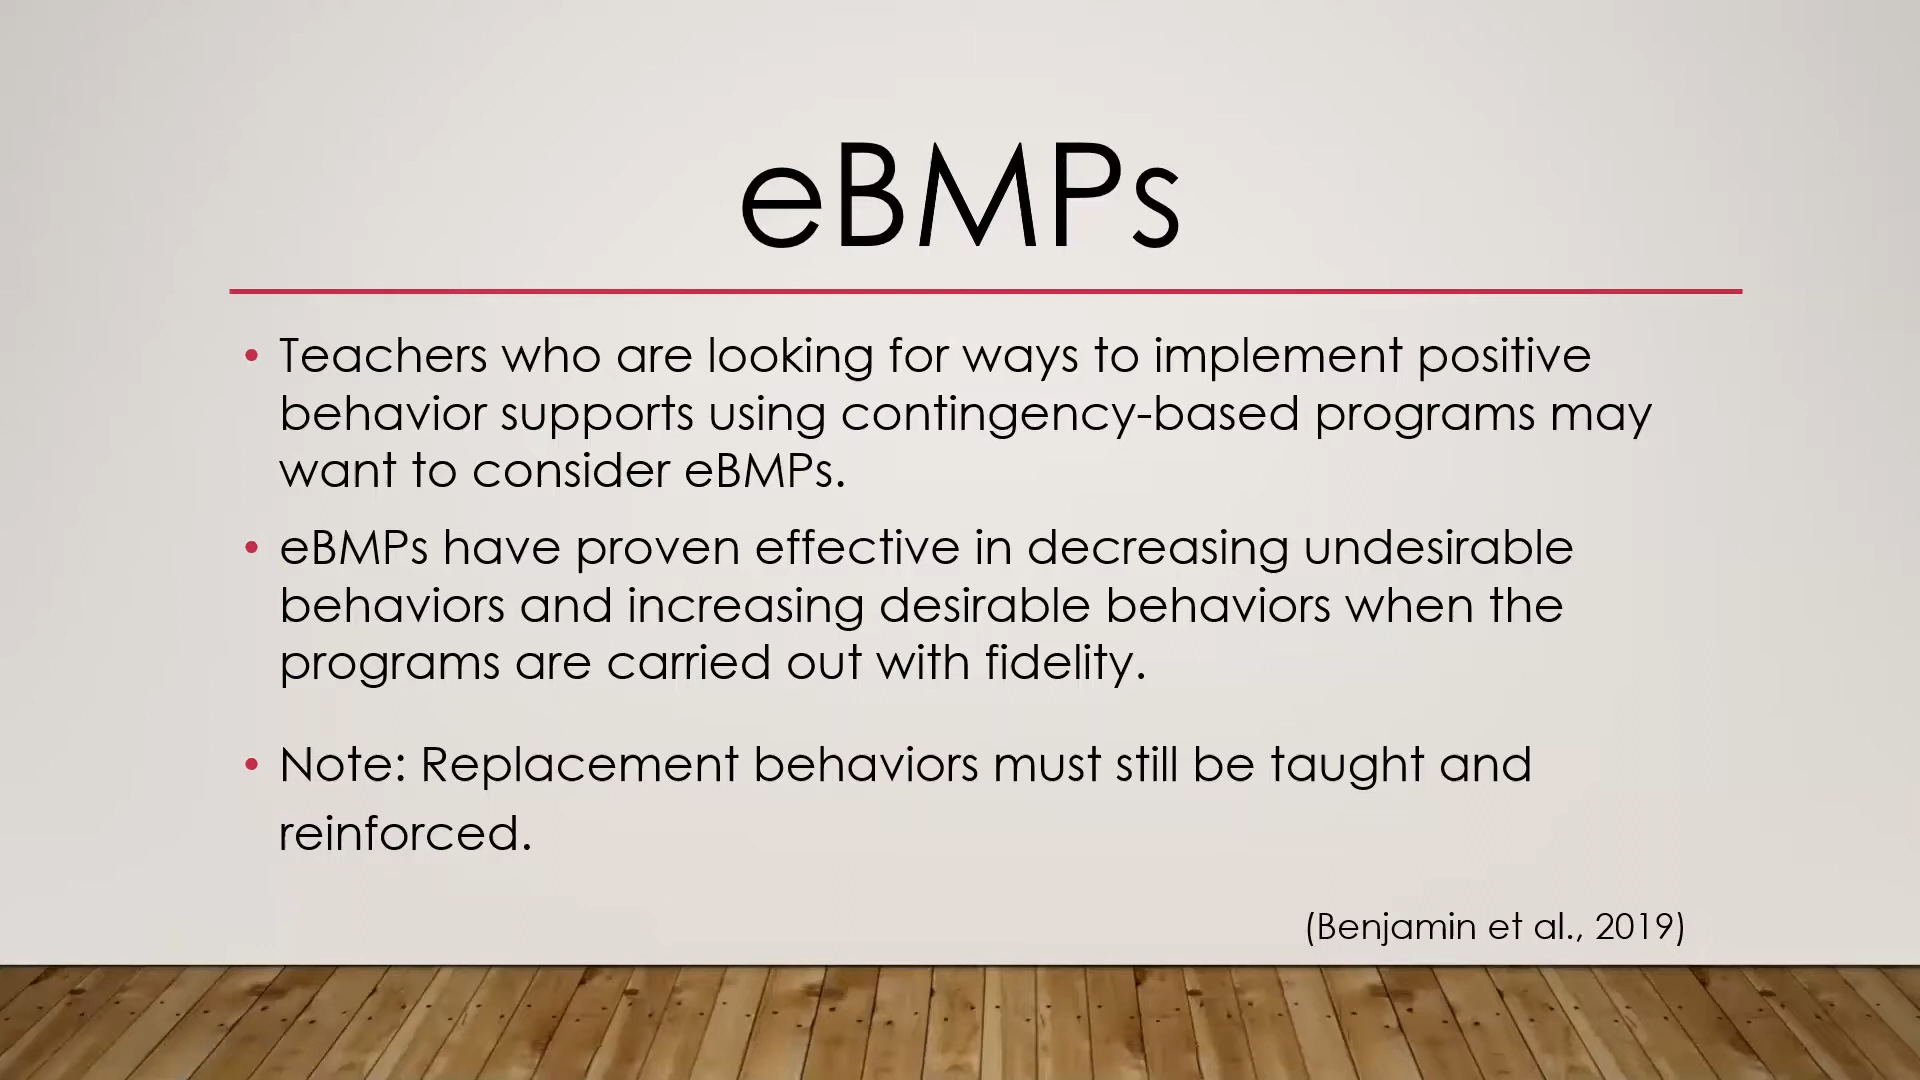 eBMPs
• Teachers who are looking for ways to implement positive
behavior supports using contingency-based programs may
want to consider eBMPs.
• eBMPs have proven effective in decreasing undesirable
behaviors and increasing desirable behaviors when the
programs are carried out with fidelity.
• Note: Replacement behaviors must still be taught and
reinforced.
(Benjamin et al., 2019)